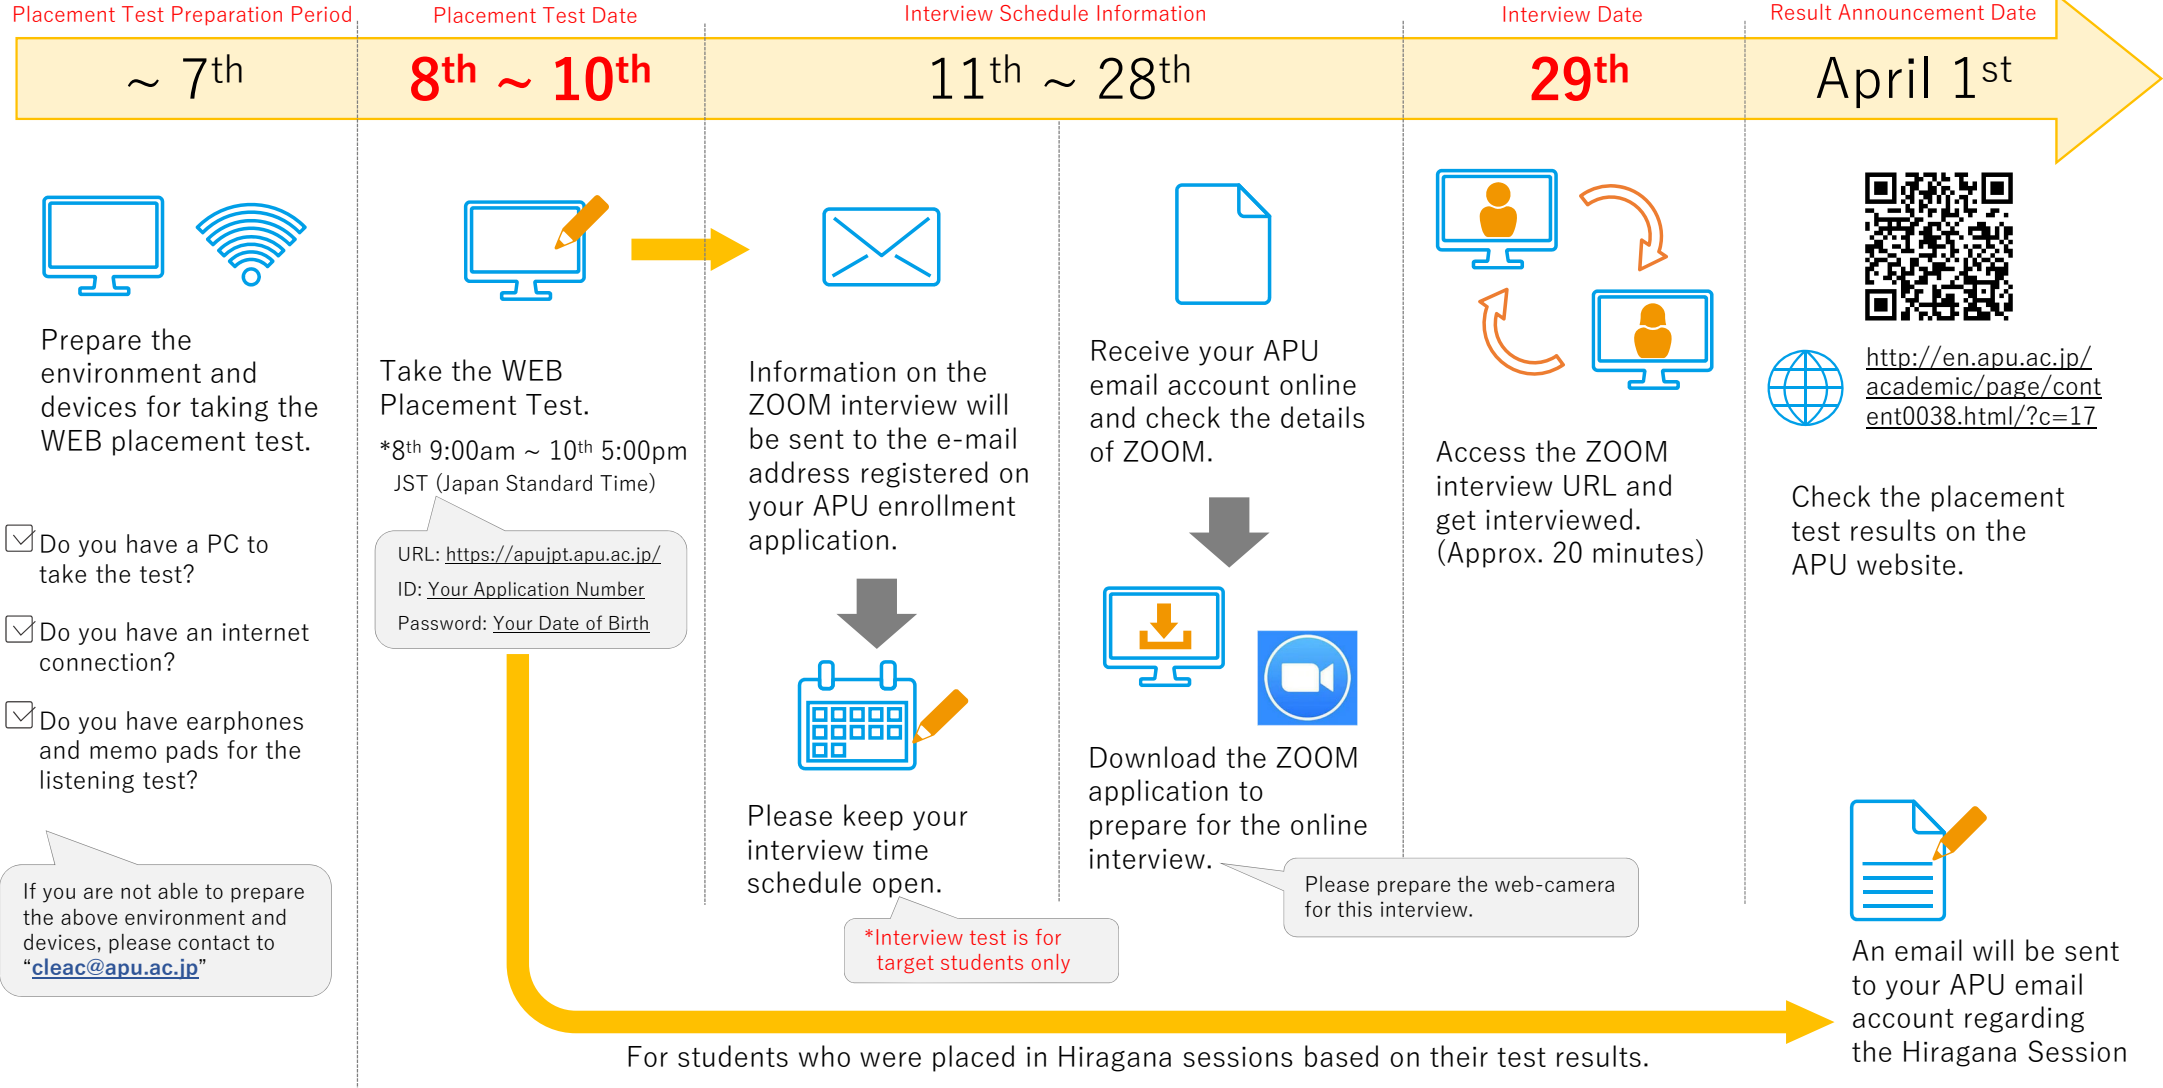 Placement Test Preparation Period
Placement Test Date
Interview Schedule Information
Interview Date
Result Announcement Date
~ 7th
8th ~ 10th
11th ~ 28th
29th
April 1st
Prepare the
environment and
devices for taking the
WEB placement test.
Do you have a PC to
take the test?
Do you have an internet
connection?
Do you have earphones
and memo pads for the
listening test?
If you are not able to prepare
the above environment and
devices, please contact to
“cleac@apu.ac.jp”
Take the WEB
Placement Test.
*8th 9:00am ~ 10th 5:00pm
JST (Japan Standard Time)
URL: https://apujpt.apu.ac.jp/
ID: Your Application Number
Password: Your Date of Birth
Information on the
ZOOM interview will
be sent to the e-mail
address registered on
your APU enrollment
application.
Please keep your
interview time
schedule open.
*Interview test is for
target students only
Receive your APU
email account online
and check the details
of ZOOM.
Download the ZOOM
application to
prepare for the online
interview.
Please prepare the web-camera
for this interview.
Access the ZOOM
interview URL and
get interviewed.
(Approx. 20 minutes)
http://en.apu.ac.jp/
academic/page/cont
ent0038.html/?c=17
Check the placement
test results on the
APU website.
An email will be sent
to your APU email
account regarding
the Hiragana Session
For students who were placed in Hiragana sessions based on their test results.